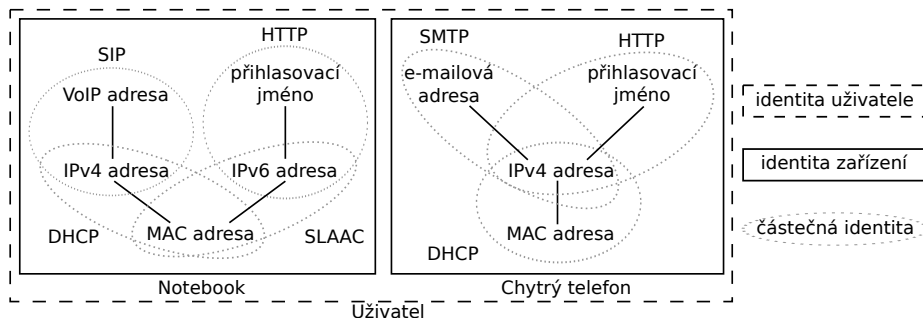 SIP
HTTP
VoIP adresa
přihlasovací
jméno
IPv4 adresa
IPv6 adresa
DHCP
MAC adresa
SLAAC
Notebook
SMTP
HTTP
e-mailová
adresa
přihlasovací
jméno
IPv4 adresa
MAC adresa
DHCP
Chytrý telefon
Uživatel
identita uživatele
identita zařízení
částečná identita